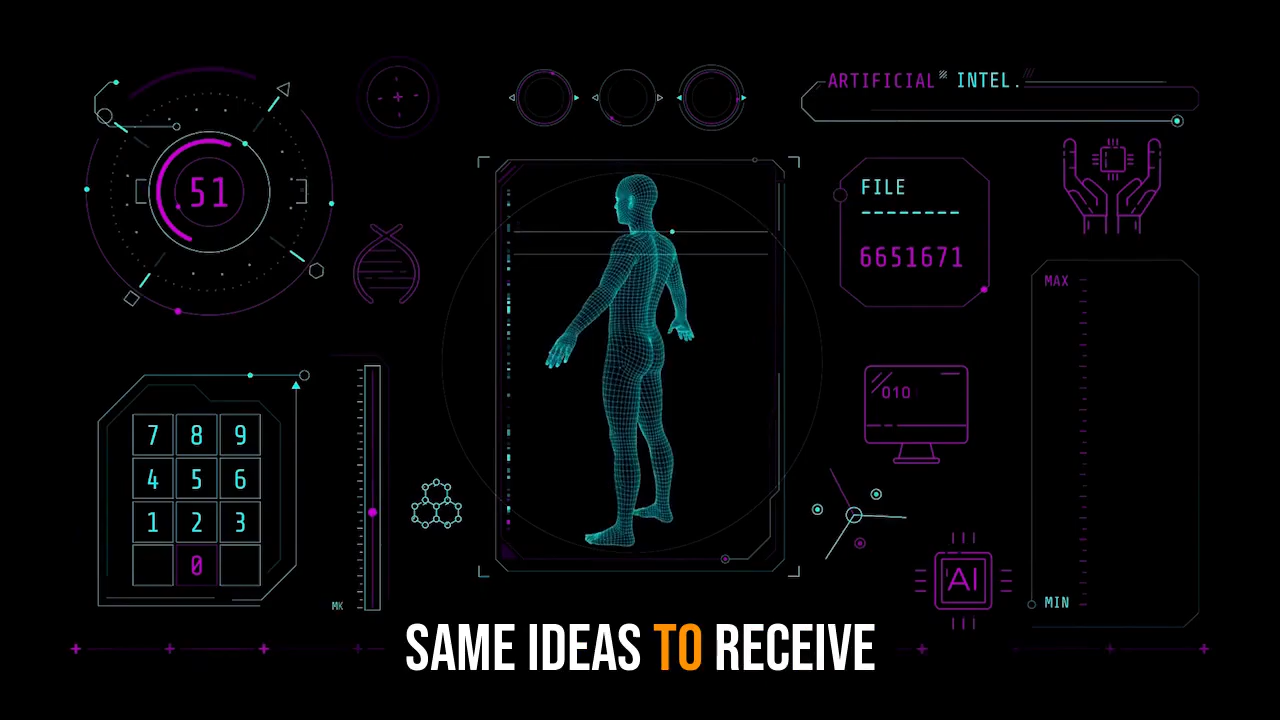 ARTIFICIAL INTEL.
51
FILE
--------
6651671
MAX
010
7 8 9
4 5 6
1 2 3
0
AI
MIN
MK
SAME IDEAS TO RECEIVE